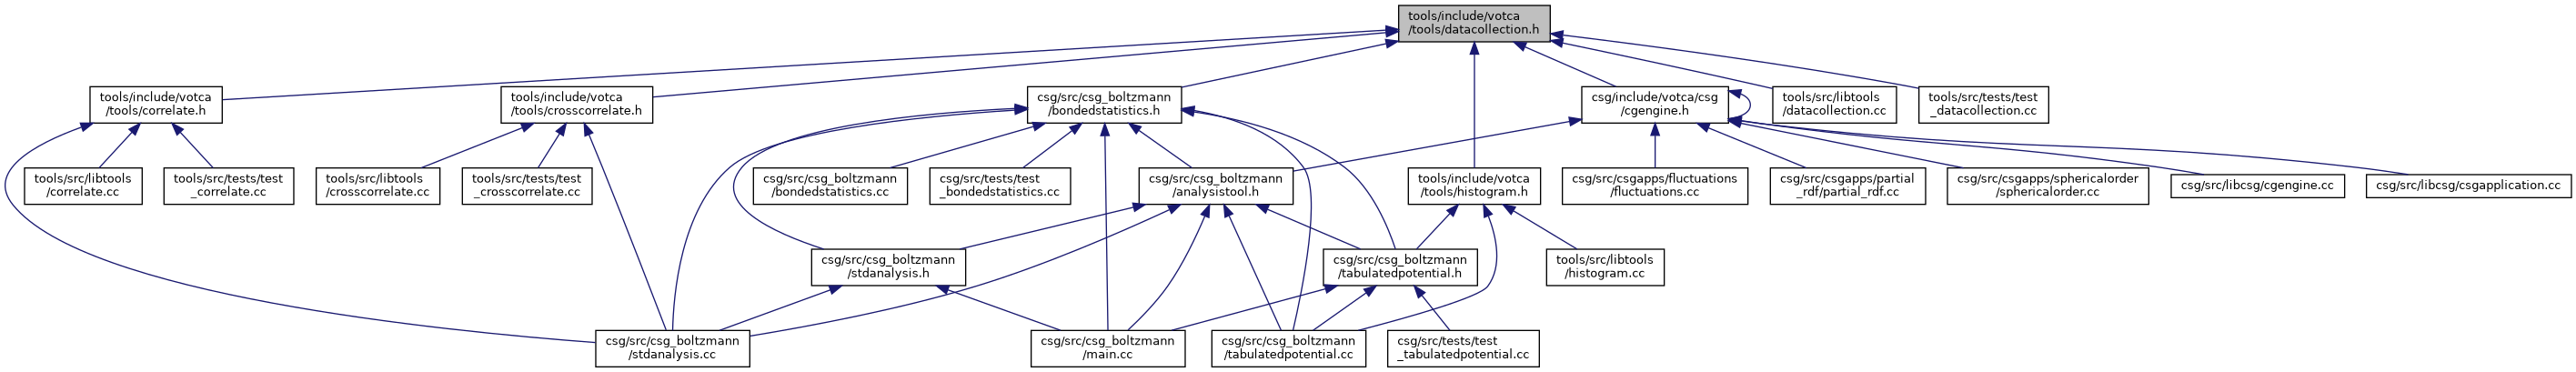 tools/include/votca
/tools/datacollection.h
tools/include/votca
/tools/correlate.h
tools/include/votca
/tools/crosscorrelate.h
csg/src/csg_boltzmann
/bondedstatistics.h
csg/include/votca/csg
/cgengine.h
tools/src/libtools
/datacollection.cc
tools/src/tests/test
_datacollection.cc
tools/src/libtools
/correlate.cc
tools/src/tests/test
_correlate.cc
tools/src/libtools
/crosscorrelate.cc
tools/src/tests/test
_crosscorrelate.cc
csg/src/csg_boltzmann
/bondedstatistics.cc
csg/src/tests/test
_bondedstatistics.cc
csg/src/csg_boltzmann
/analysistool.h
tools/include/votca
/tools/histogram.h
csg/src/csgapps/fluctuations
/fluctuations.cc
csg/src/csgapps/partial
_rdf/partial_rdf.cc
csg/src/csgapps/sphericalorder
/sphericalorder.cc
csg/src/libcsg/cgengine.cc
csg/src/libcsg/csgapplication.cc
csg/src/csg_boltzmann
/stdanalysis.h
csg/src/csg_boltzmann
/tabulatedpotential.h
tools/src/libtools
/histogram.cc
csg/src/csg_boltzmann
/stdanalysis.cc
csg/src/csg_boltzmann
/main.cc
csg/src/csg_boltzmann
/tabulatedpotential.cc
csg/src/tests/test
_tabulatedpotential.cc